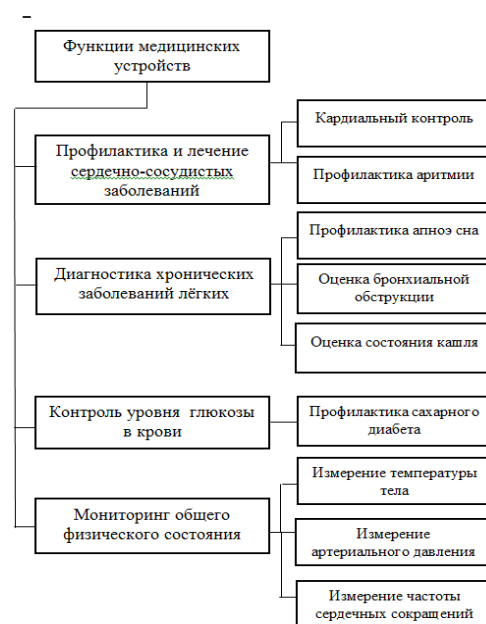 Функции медицинских
устройств
Профилактика и лечение
сердечно-сосудистых
заболеваний
Кардиальный контроль
Профилактика аритмии
Диагностика хронических
заболеваний лёгких
Профилактика апноэ сна
Оценка бронхиальной
обструкции
Оценка состояния кашля
Контроль уровня глюкозы
в крови
Профилактика сахарного
диабета
Мониторинг общего
физического состояния
Измерение температуры
тела
Измерение
артериального давления
Измерение частоты
сердечных сокращений